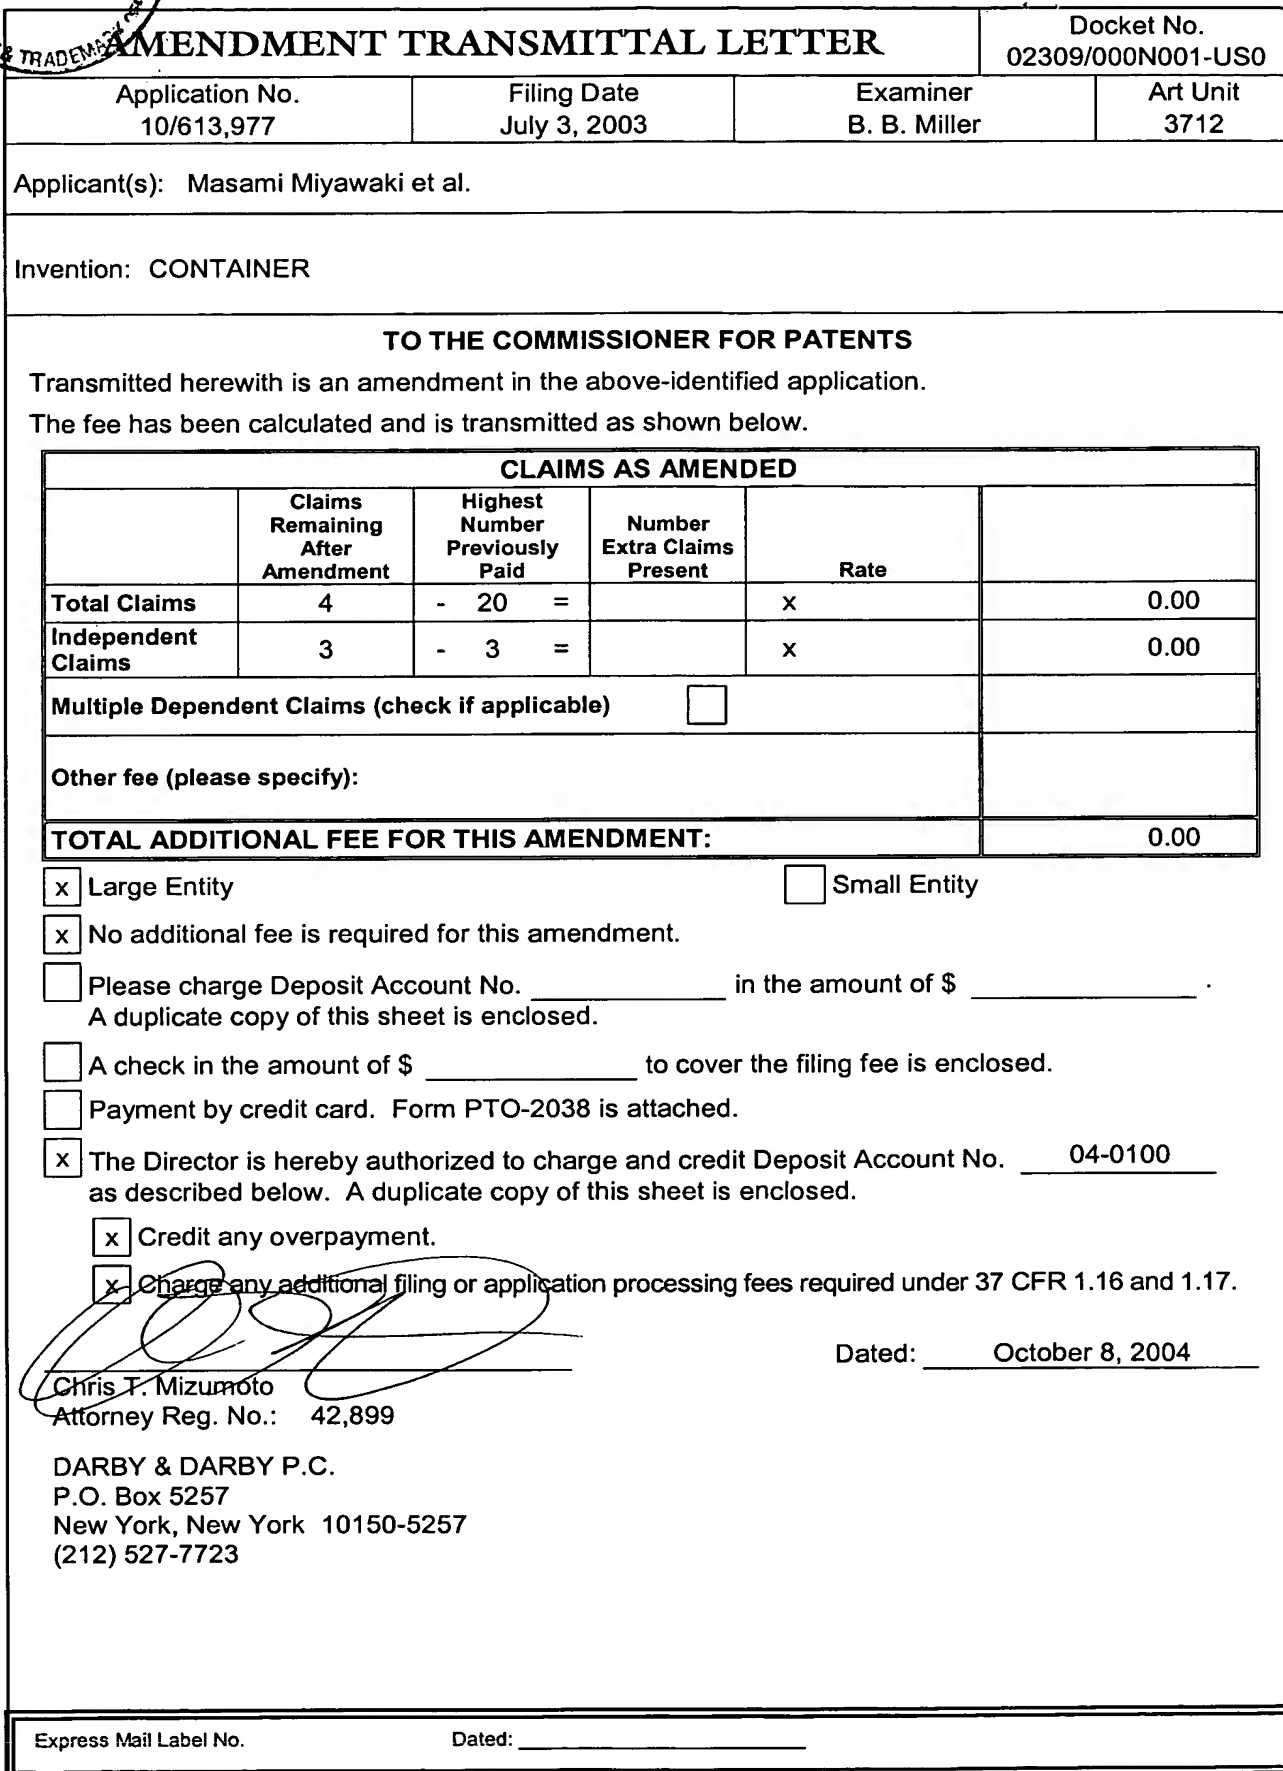 & TRADEMARK
AMENDMENT TRANSMITTAL LETTER
Docket No.
02309/000N001-US0
Application No.
10/613,977
Filing Date
July 3, 2003
Examiner
B. B. Miller
Art Unit
3712
Applicant(s): Masami Miyawaki et al.
Invention: CONTAINER
TO THE COMMISSIONER FOR PATENTS
Transmitted herewith is an amendment in the above-identified application.
The fee has been calculated and is transmitted as shown below.
CLAIMS AS AMENDED
Claims
Remaining
After
Amendment
Highest
Number
Previously
Paid
Number
Extra Claims
Present
Rate
Total Claims 4 - 20 = x 0.00
Independent
Claims 3 - 3 = x 0.00
Multiple Dependent Claims (check if applicable)
Other fee (please specify):
TOTAL ADDITIONAL FEE FOR THIS AMENDMENT: 0.00
x Large Entity Small Entity
x No additional fee is required for this amendment.
Please charge Deposit Account No. ____________ in the amount of $ ______________ .
A duplicate copy of this sheet is enclosed.
A check in the amount of $ _____________ to cover the filing fee is enclosed.
Payment by credit card. Form PTO-2038 is attached.
x The Director is hereby authorized to charge and credit Deposit Account No. 04-0100
as described below. A duplicate copy of this sheet is enclosed.
x Credit any overpayment.
x Charge any additional filing or application processing fees required under 37 CFR 1.16 and 1.17.
Dated: October 8, 2004
Chris T. Mizumoto
Attorney Reg. No.: 42,899
DARBY & DARBY P.C.
P.O. Box 5257
New York, New York 10150-5257
(212) 527-7723
Express Mail Label No. Dated: __________________